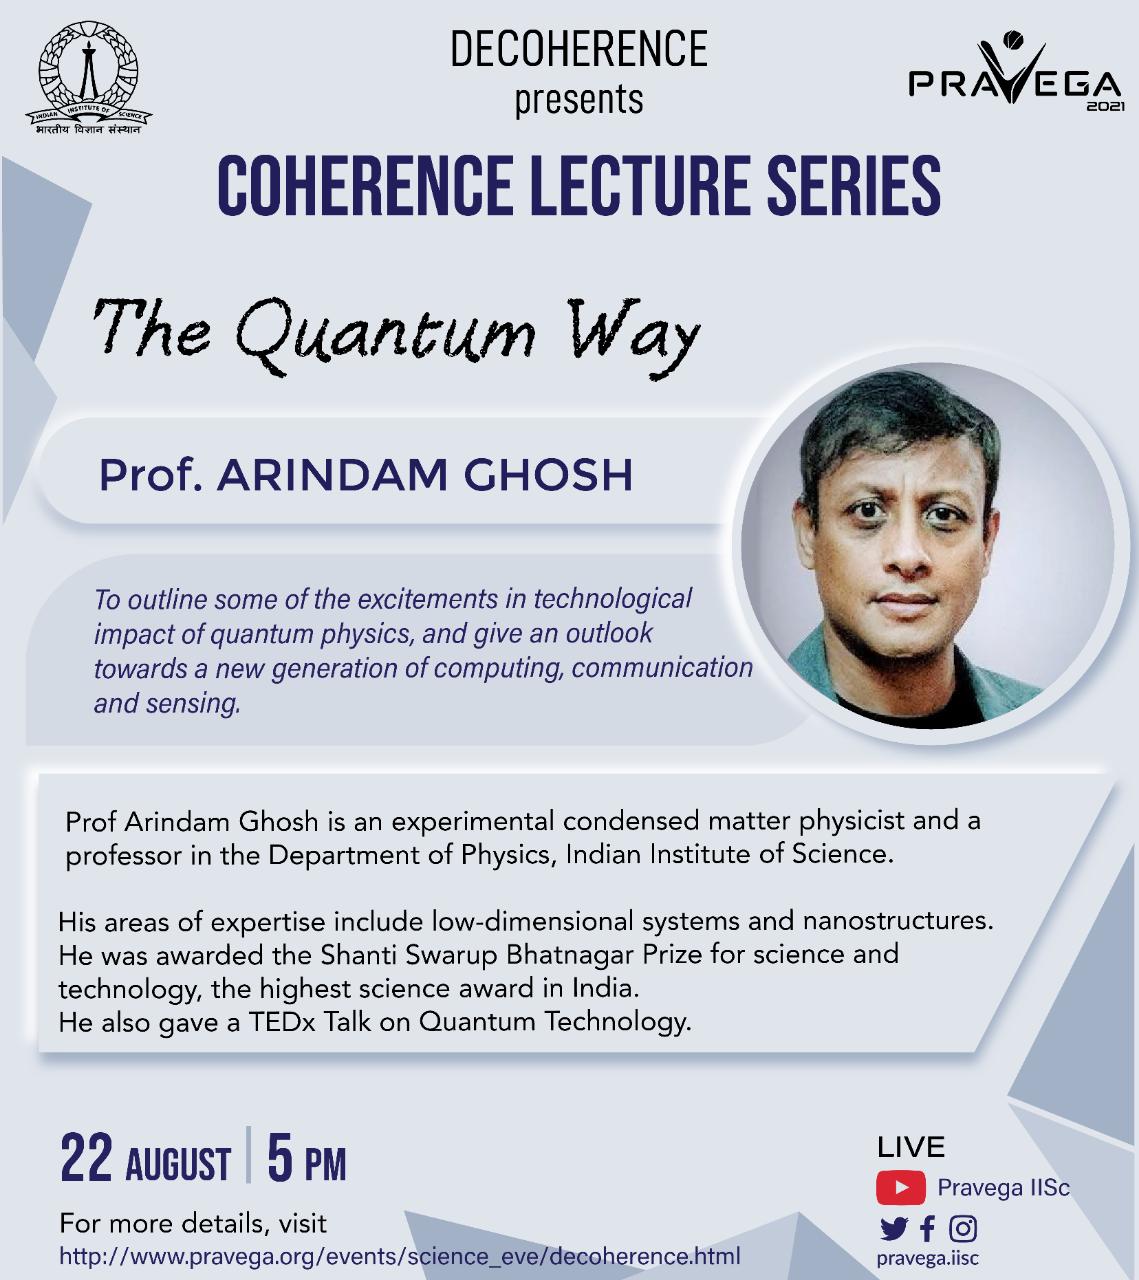 INDIAN INSTITUTE OF SCIENCE
भारतीय विज्ञान संस्थान
DECOHERENCE
presents
PRAVEGA
2021
COHERENCE LECTURE SERIES
The Quantum Way
Prof. ARINDAM GHOSH
To outline some of the excitements in technological
impact of quantum physics, and give an outlook
towards a new generation of computing, communication
and sensing.
Prof Arindam Ghosh is an experimental condensed matter physicist and a
professor in the Department of Physics, Indian Institute of Science.
His areas of expertise include low-dimensional systems and nanostructures.
He was awarded the Shanti Swarup Bhatnagar Prize for science and
technology, the highest science award in India.
He also gave a TEDx Talk on Quantum Technology.
22 AUGUST | 5 PM
For more details, visit
http://www.pravega.org/events/science_eve/decoherence.html
LIVE
Pravega IISc
pravega.iisc